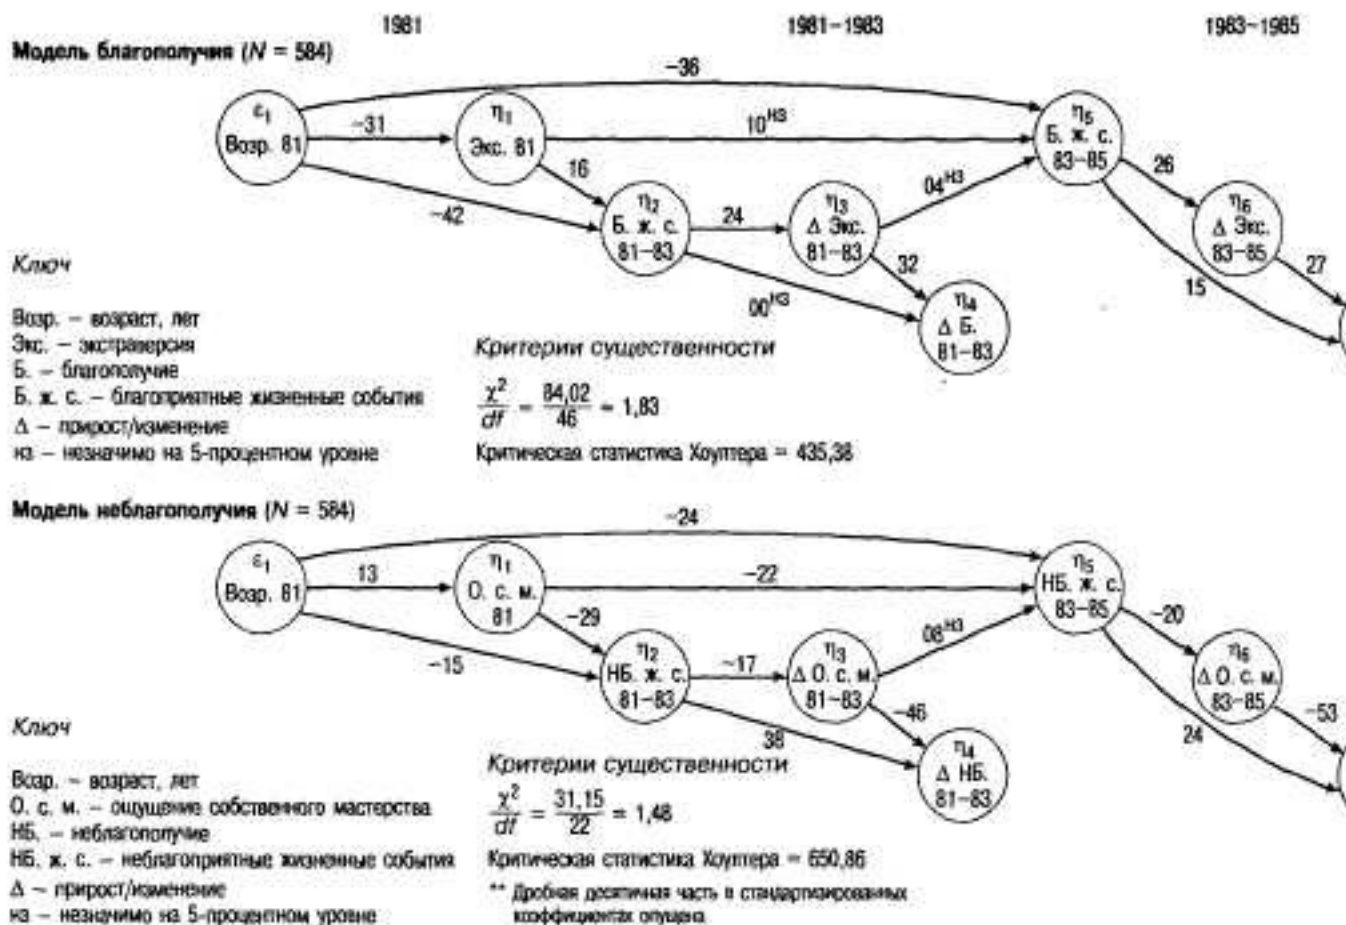 1981
1981–1983
1983–1985
Модель благополучия (N = 584)
−36
ε1
Возр. 81
−31
η1
Экс. 81
10нз
η5
Б. ж. с.
83–85
16
−42
η2
Б. ж. с.
81–83
24
η3
Δ Экс.
81–83
04нз
26
η6
Δ Экс.
83–85
32
00нз
15
27
η4
Δ Б.
81–83
Ключ
Возр. – возраст, лет
Экс. – экстраверсия
Б. – благополучие
Б. ж. с. – благоприятные жизненные события
Δ – прирост/изменение
нз – незначимо на 5-процентном уровне
Критерии существенности
χ²/df = 84,02/46 = 1,83
Критическая статистика Хоултера = 435,38
Модель неблагополучия (N = 584)
−24
ε1
Возр. 81
13
η1
О. с. м.
81
−22
η5
НБ. ж. с.
83–85
−29
−15
η2
НБ. ж. с.
81–83
−17
η3
Δ О. с. м.
81–83
08нз
−20
η6
Δ О. с. м.
83–85
−46
38
24
−53
η4
Δ НБ.
81–83
Ключ
Возр. – возраст, лет
О. с. м. – ощущение собственного мастерства
НБ. – неблагополучие
НБ. ж. с. – неблагоприятные жизненные события
Δ – прирост/изменение
нз – незначимо на 5-процентном уровне
Критерии существенности
χ²/df = 31,15/22 = 1,48
Критическая статистика Хоултера = 650,86
** Дробная десятичная часть в стандартизированных
коэффициентах опущена